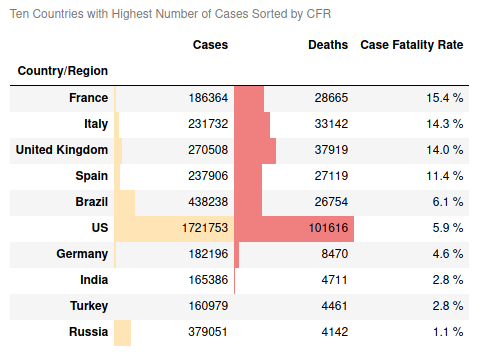 Ten Countries with Highest Number of Cases Sorted by CFR
Cases Deaths Case Fatality Rate
Country/Region
France 186364 28665 15.4 %
Italy 231732 33142 14.3 %
United Kingdom 270508 37919 14.0 %
Spain 237906 27119 11.4 %
Brazil 438238 26754 6.1 %
US 1721753 101616 5.9 %
Germany 182196 8470 4.6 %
India 165386 4711 2.8 %
Turkey 160979 4461 2.8 %
Russia 379051 4142 1.1 %